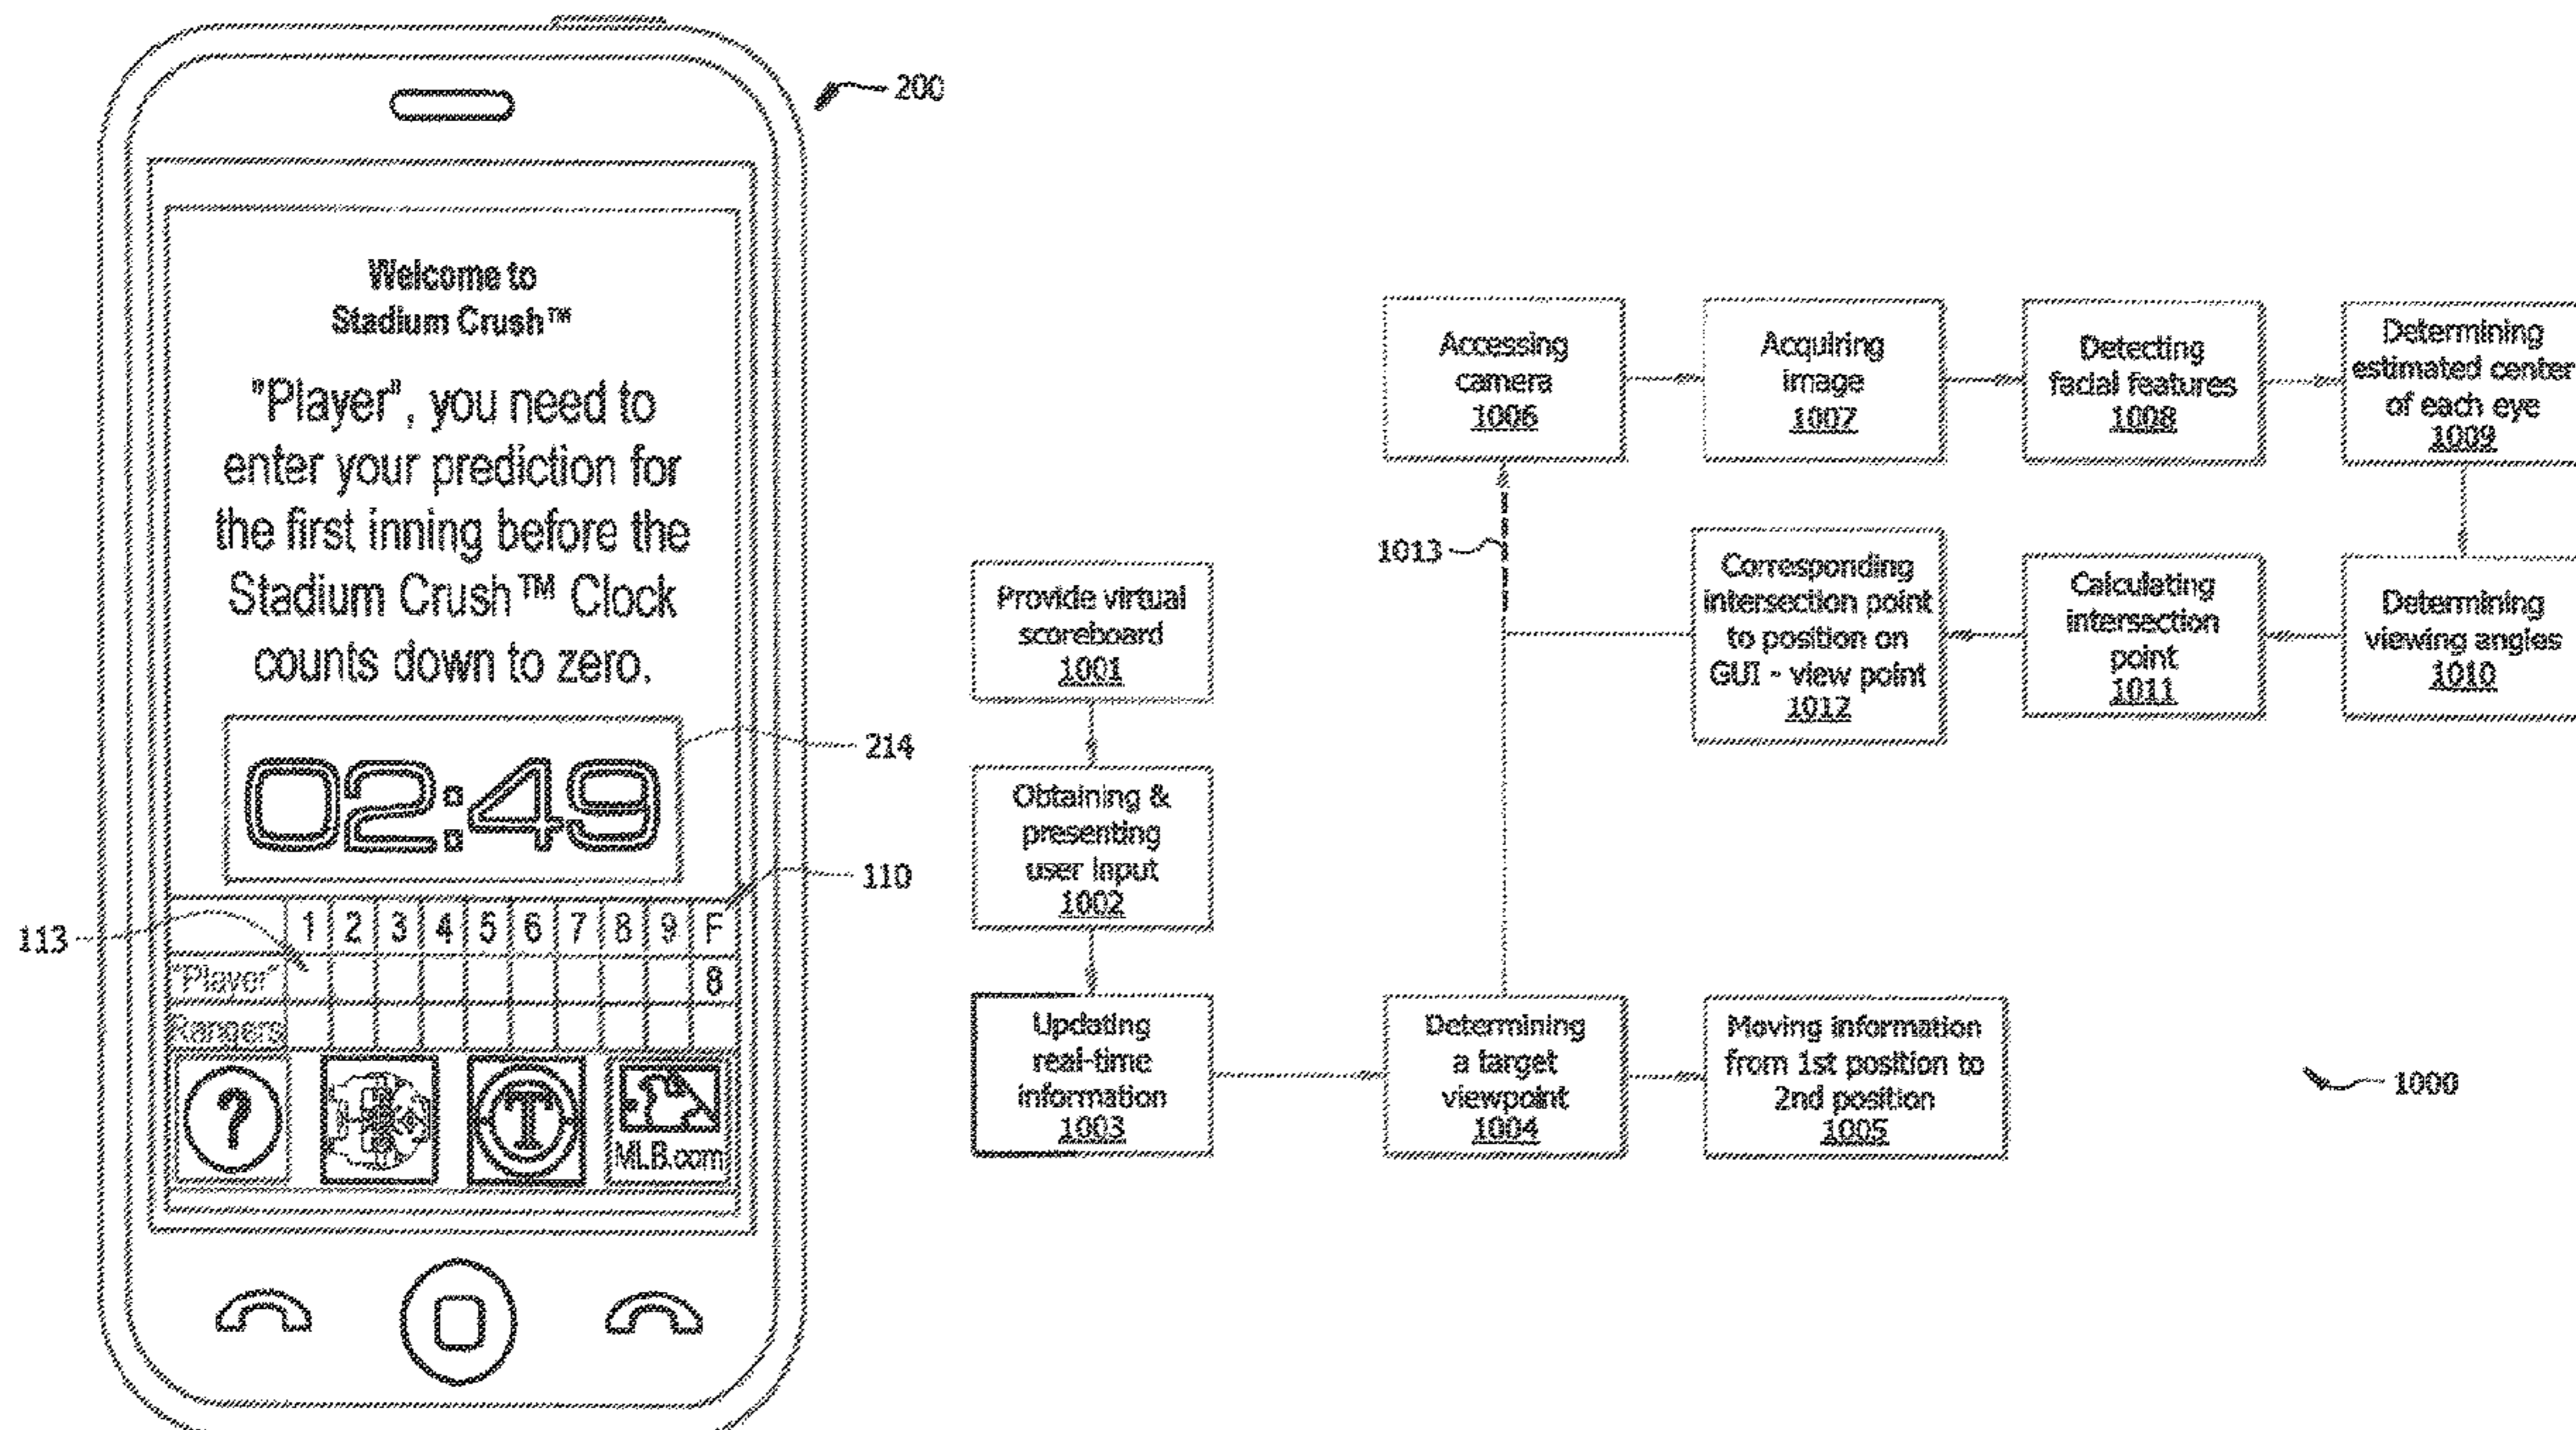 200
Welcome to
Stadium Crush™
"Player", you need to
enter your prediction for
the first inning before the
Stadium Crush™ Clock
counts down to zero.
214
02:49
110
113
1 2 3 4 5 6 7 8 9 F
"Player" 8
Rangers
?
T
MLB.com
Provide virtual
scoreboard
1001
Obtaining &
presenting
user input
1002
Updating
real-time
information
1003
Determining
a target
viewpoint
1004
Moving information
from 1st position to
2nd position
1005
Accessing
camera
1006
Acquiring
image
1007
Detecting
facial features
1008
Determining
estimated center
of each eye
1009
Determining
viewing angles
1010
Calculating
intersection
point
1011
Corresponding
intersection point
to position on
GUI - view point
1012
1013
1000